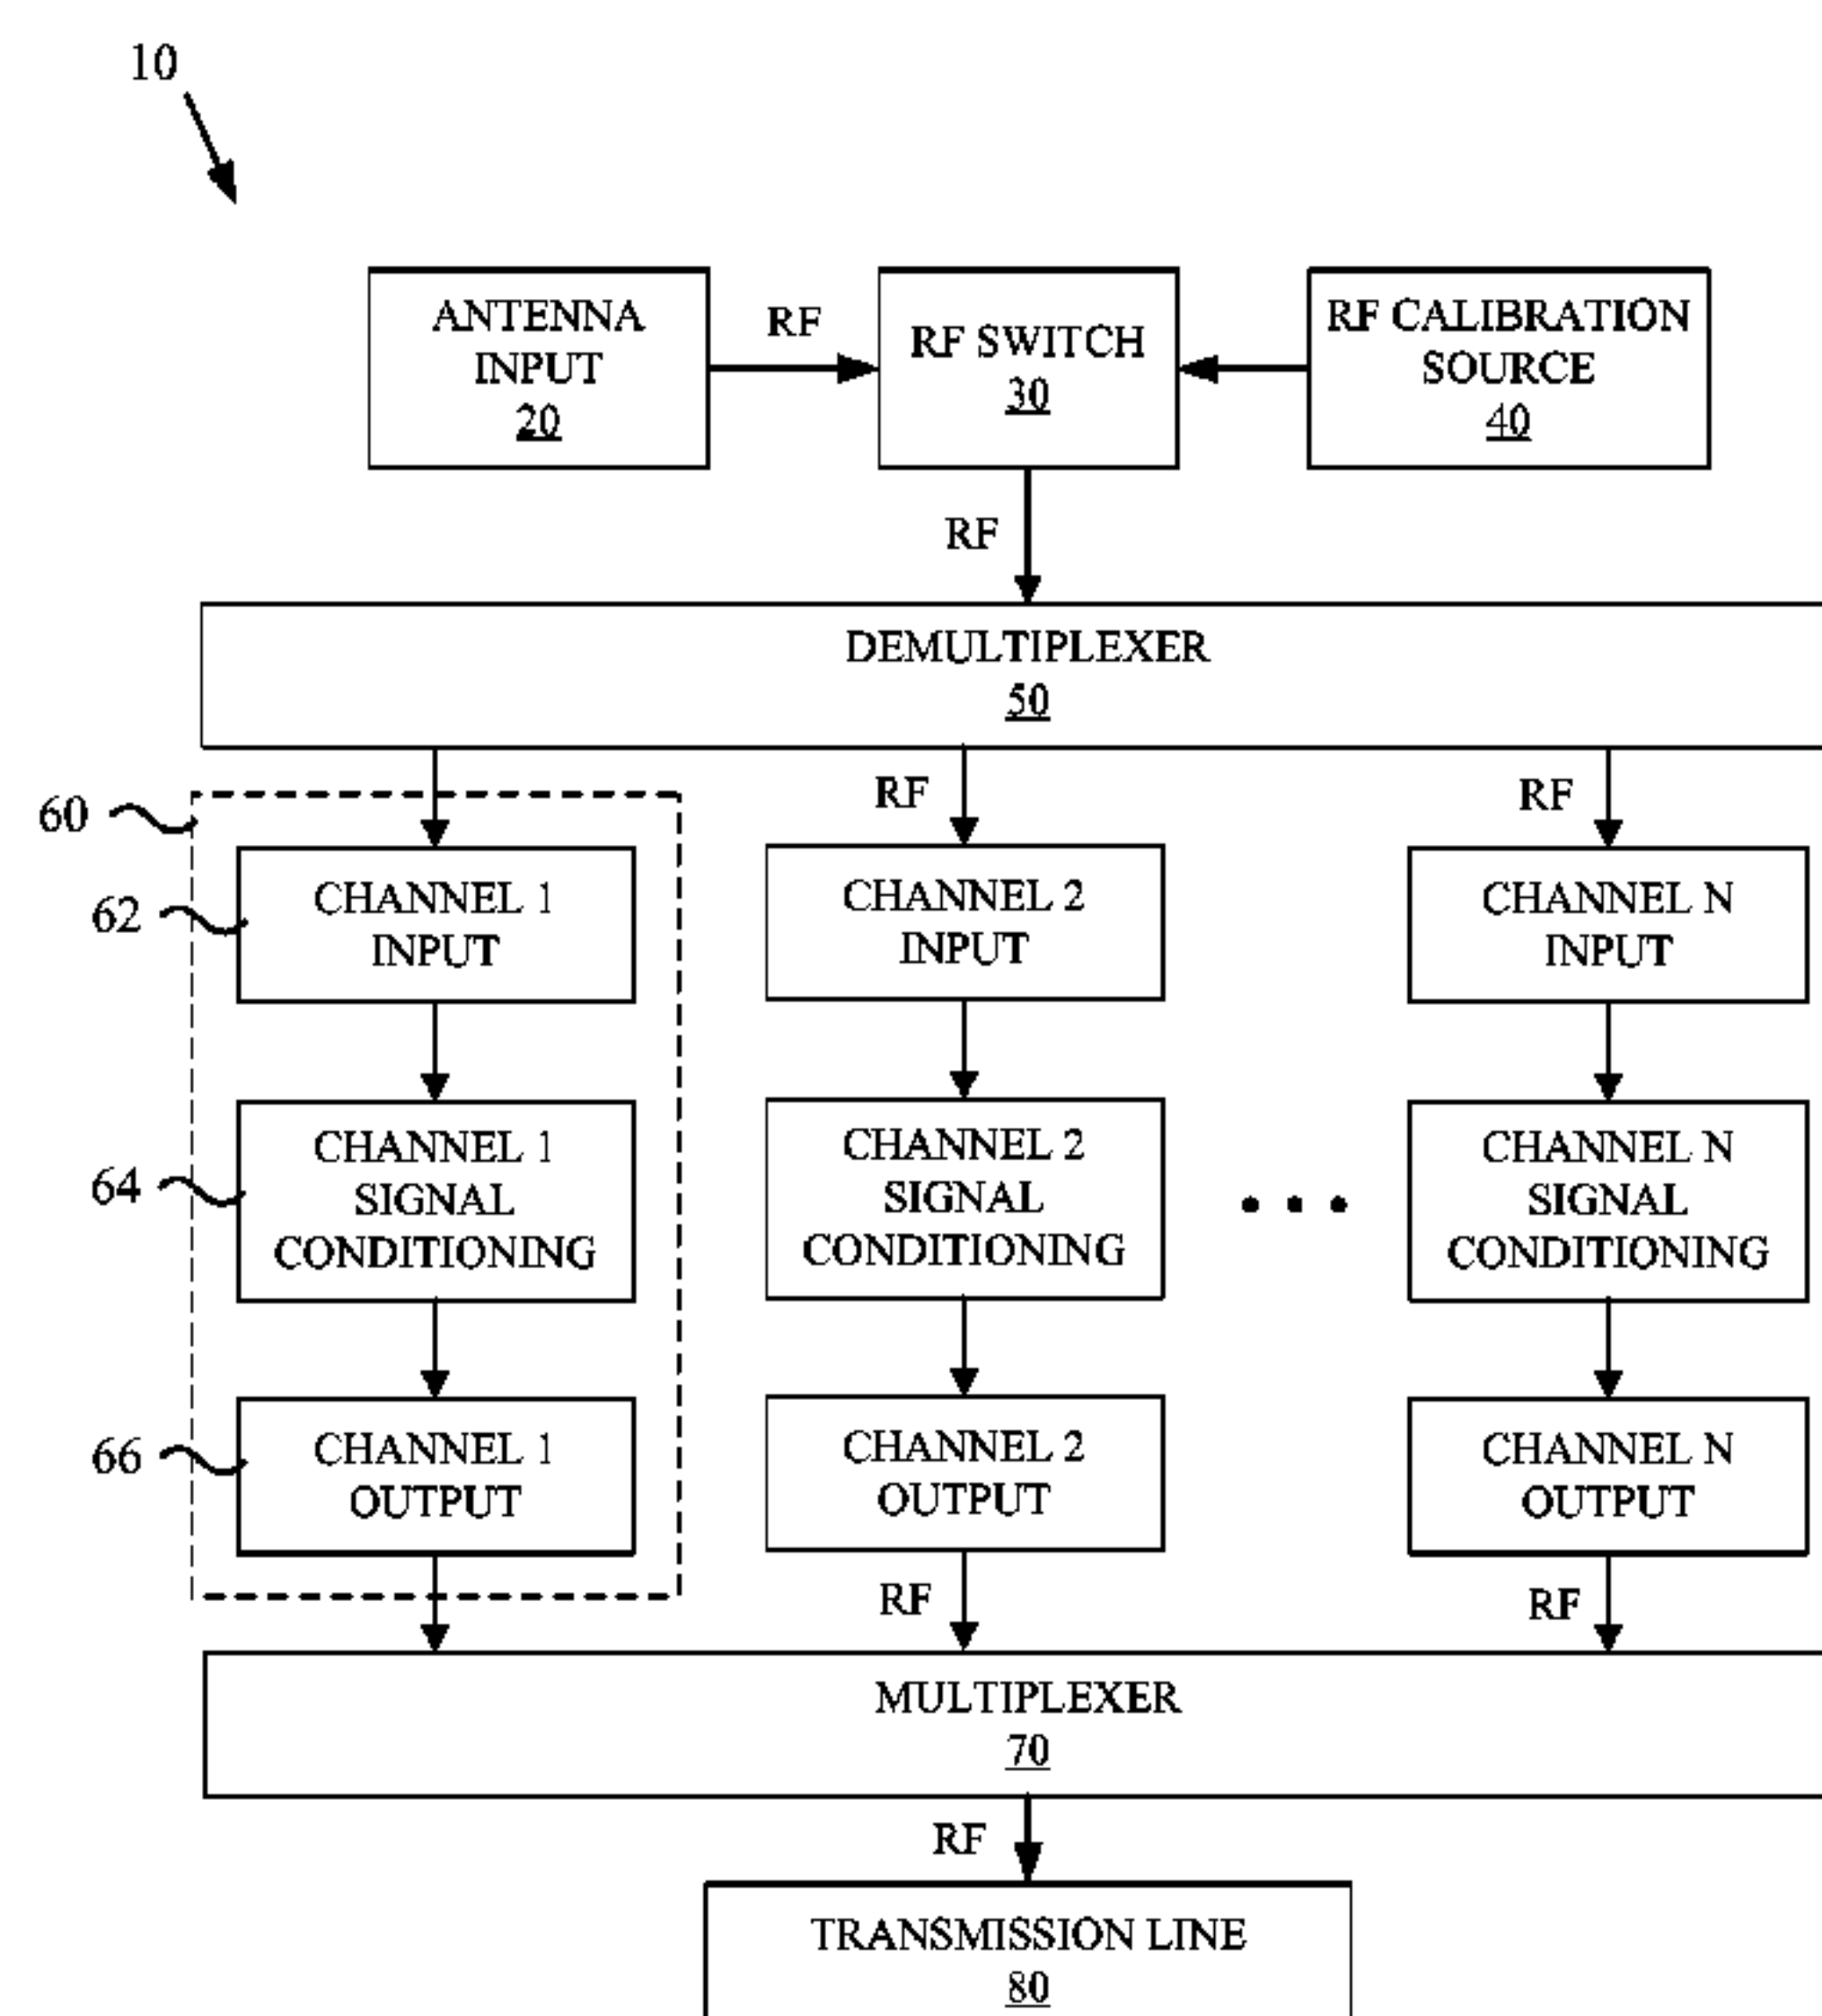 10
ANTENNA
INPUT
20
RF
RF SWITCH
30
RF CALIBRATION
SOURCE
40
RF
DEMULTIPLEXER
50
RF
RF
60
62
CHANNEL 1
INPUT
CHANNEL 2
INPUT
CHANNEL N
INPUT
64
CHANNEL 1
SIGNAL
CONDITIONING
CHANNEL 2
SIGNAL
CONDITIONING
CHANNEL N
SIGNAL
CONDITIONING
66
CHANNEL 1
OUTPUT
CHANNEL 2
OUTPUT
CHANNEL N
OUTPUT
RF
RF
MULTIPLEXER
70
RF
TRANSMISSION LINE
80